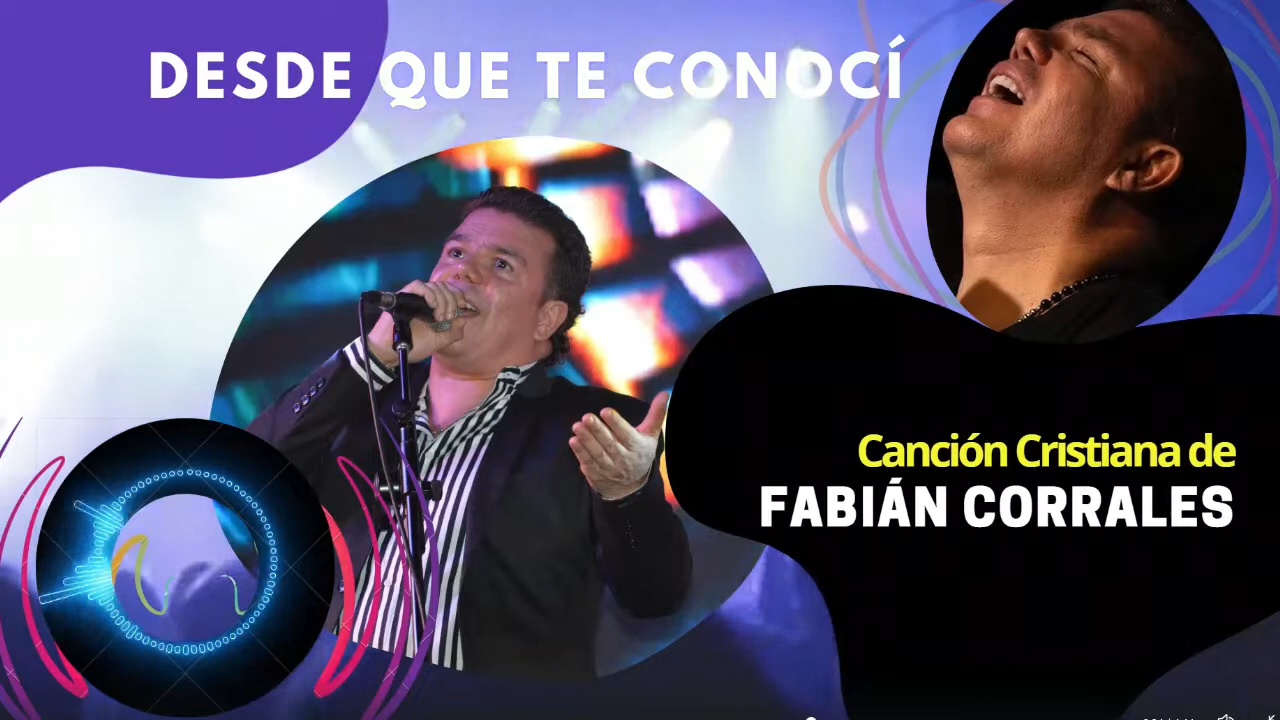 DESDE QUE TE CONOCÍ
Canción Cristiana de
FABIÁN CORRALES